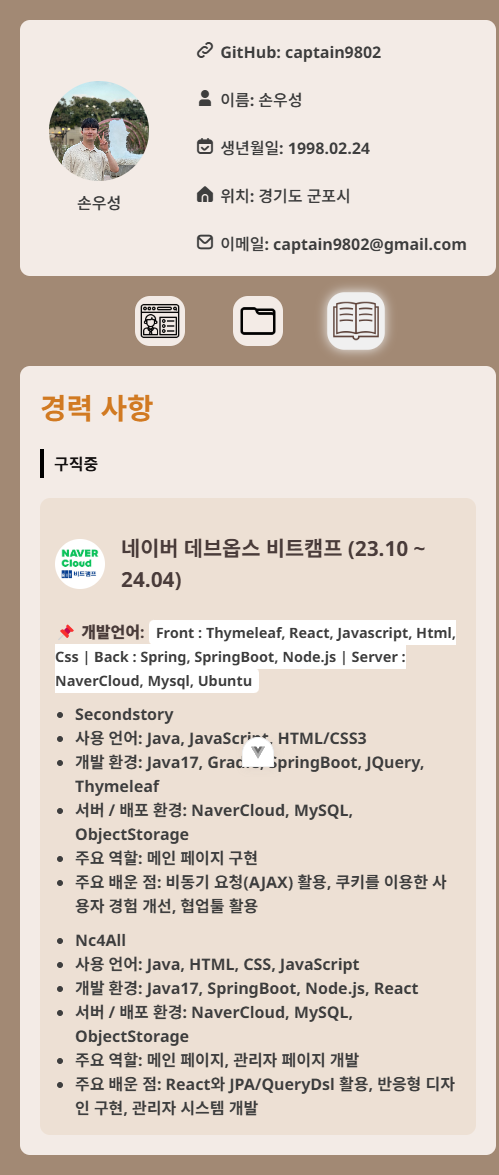 GitHub: captain9802
이름: 손우성
생년월일: 1998.02.24
위치: 경기도 군포시
이메일: captain9802@gmail.com
손우성
경력 사항
구직중
NAVER
Cloud
비트캠프
네이버 데브옵스 비트캠프 (23.10 ~
24.04)
개발언어: Front : Thymeleaf, React, Javascript, Html,
Css | Back : Spring, SpringBoot, Node.js | Server :
NaverCloud, Mysql, Ubuntu
Secondstory
사용 언어: Java, JavaScript, HTML/CSS3
개발 환경: Java17, Gradle, SpringBoot, JQuery,
Thymeleaf
서버 / 배포 환경: NaverCloud, MySQL,
ObjectStorage
주요 역할: 메인 페이지 구현
주요 배운 점: 비동기 요청(AJAX) 활용, 쿠키를 이용한 사
용자 경험 개선, 협업툴 활용
Nc4All
사용 언어: Java, HTML, CSS, JavaScript
개발 환경: Java17, SpringBoot, Node.js, React
서버 / 배포 환경: NaverCloud, MySQL,
ObjectStorage
주요 역할: 메인 페이지, 관리자 페이지 개발
주요 배운 점: React와 JPA/QueryDsl 활용, 반응형 디자
인 구현, 관리자 시스템 개발